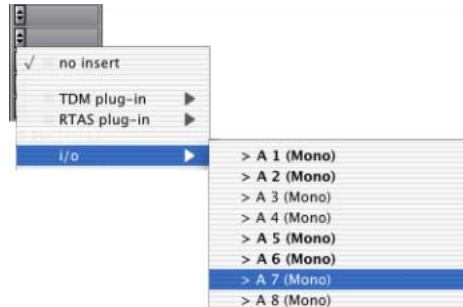 √ no insert
TDM plug-in
RTAS plug-in
i/o
> A 1 (Mono)
> A 2 (Mono)
> A 3 (Mono)
> A 4 (Mono)
> A 5 (Mono)
> A 6 (Mono)
> A 7 (Mono)
> A 8 (Mono)